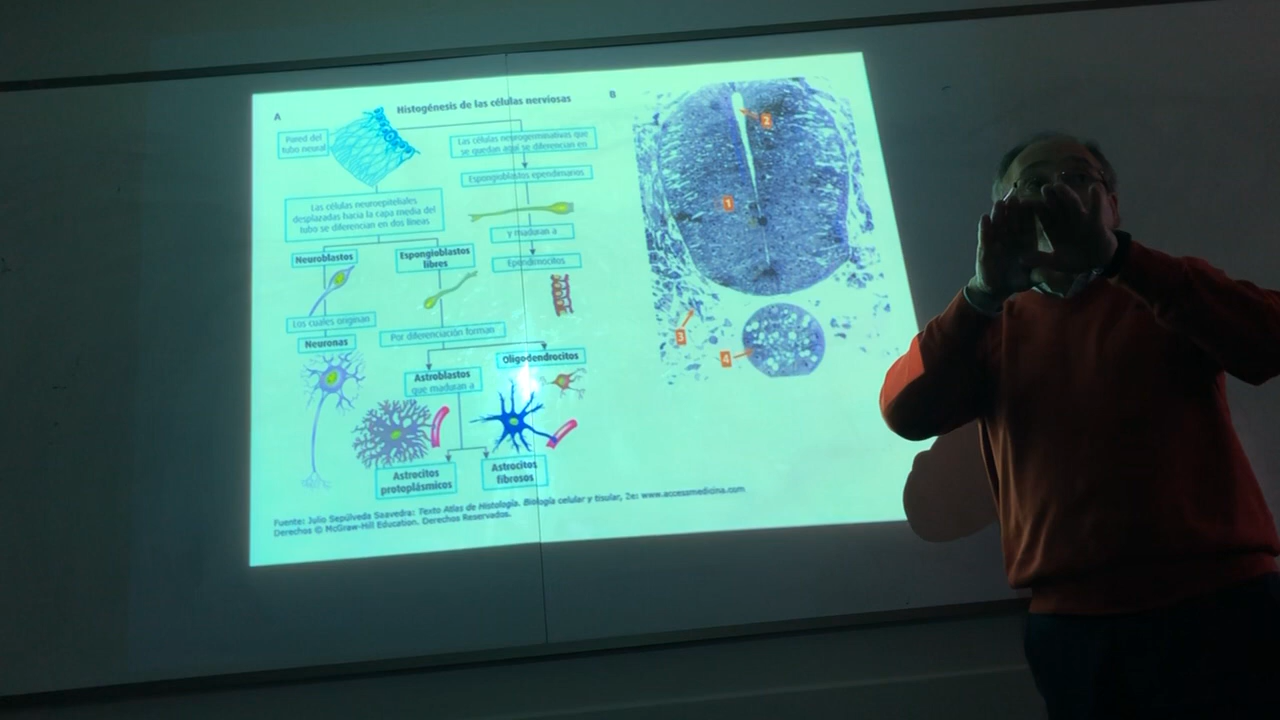 A
Histogénesis de las células nerviosas
B
Pared del
tubo neural
Las células neurogerminativas que
se quedan aquí se diferencian en
Espongioblastos ependimarios
Las células neuroepiteliales
desplazadas hacia la capa media del
tubo se diferencian en dos líneas
y maduran a
Neuroblastos
Espongioblastos
libres
Ependimocitos
Los cuales originan
Por diferenciación forman
Neuronas
Oligodendrocitos
Astroblastos
que maduran a
Astrocitos
protoplásmicos
Astrocitos
fibrosos
2
1
3
4
Fuente: Julio Sepúlveda Saavedra: Texto Atlas de Histología. Biología celular y tisular, 2e: www.accessmedicina.com
Derechos © McGraw-Hill Education. Derechos Reservados.